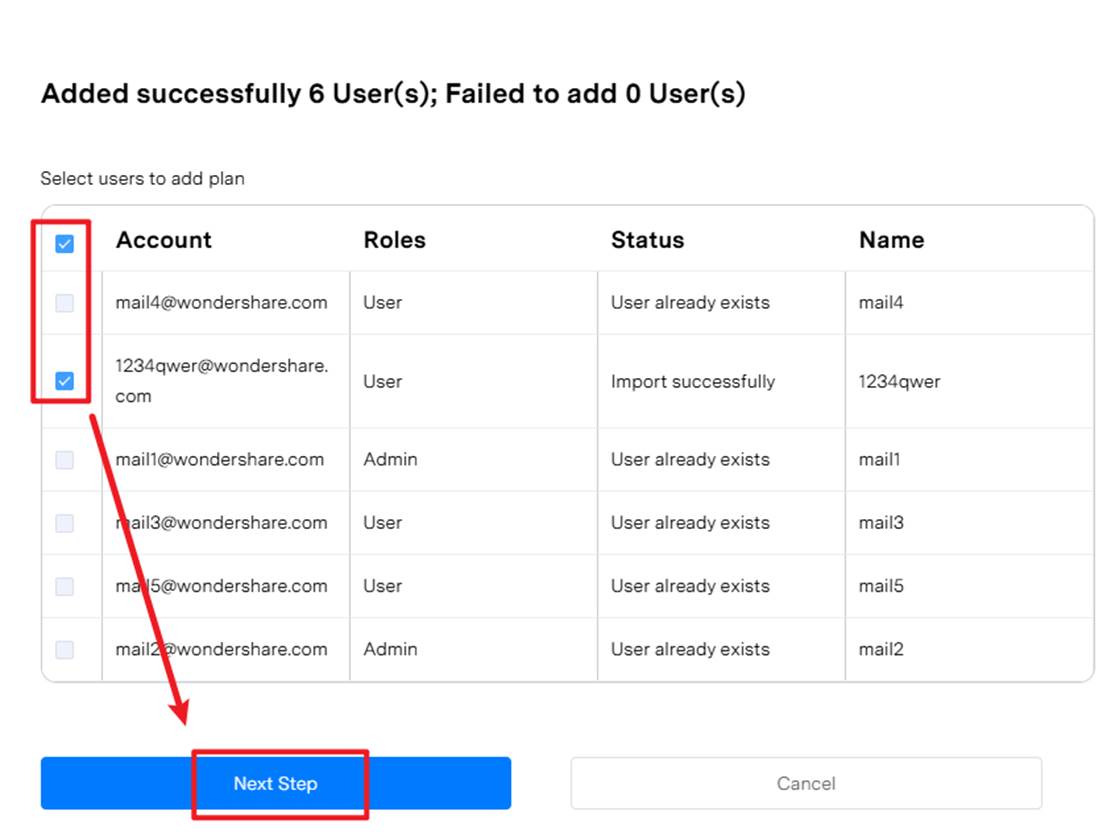 Added successfully 6 User(s); Failed to add 0 User(s)
Select users to add plan
Account Roles Status Name
mail4@wondershare.com User User already exists mail4
1234qwer@wondershare.
com User Import successfully 1234qwer
mail1@wondershare.com Admin User already exists mail1
mail3@wondershare.com User User already exists mail3
mail5@wondershare.com User User already exists mail5
mail2@wondershare.com Admin User already exists mail2
Next Step Cancel